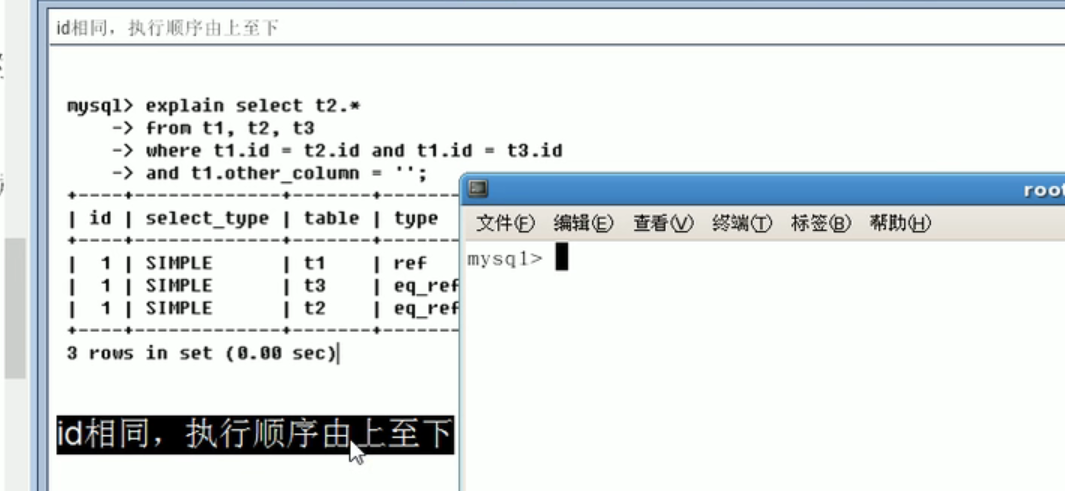 id相同，执行顺序由上至下
mysql> explain select t2.*
-> from t1, t2, t3
-> where t1.id = t2.id and t1.id = t3.id
-> and t1.other_column = '';
+----+-------------+-------+--------
| id | select_type | table | type
+----+-------------+-------+--------
| 1 | SIMPLE | t1 | ref
| 1 | SIMPLE | t3 | eq_ref
| 1 | SIMPLE | t2 | eq_ref
+----+-------------+-------+--------
3 rows in set (0.00 sec)
id相同，执行顺序由上至下
root
文件(F) 编辑(E) 查看(V) 终端(T) 标签(B) 帮助(H)
mysql>